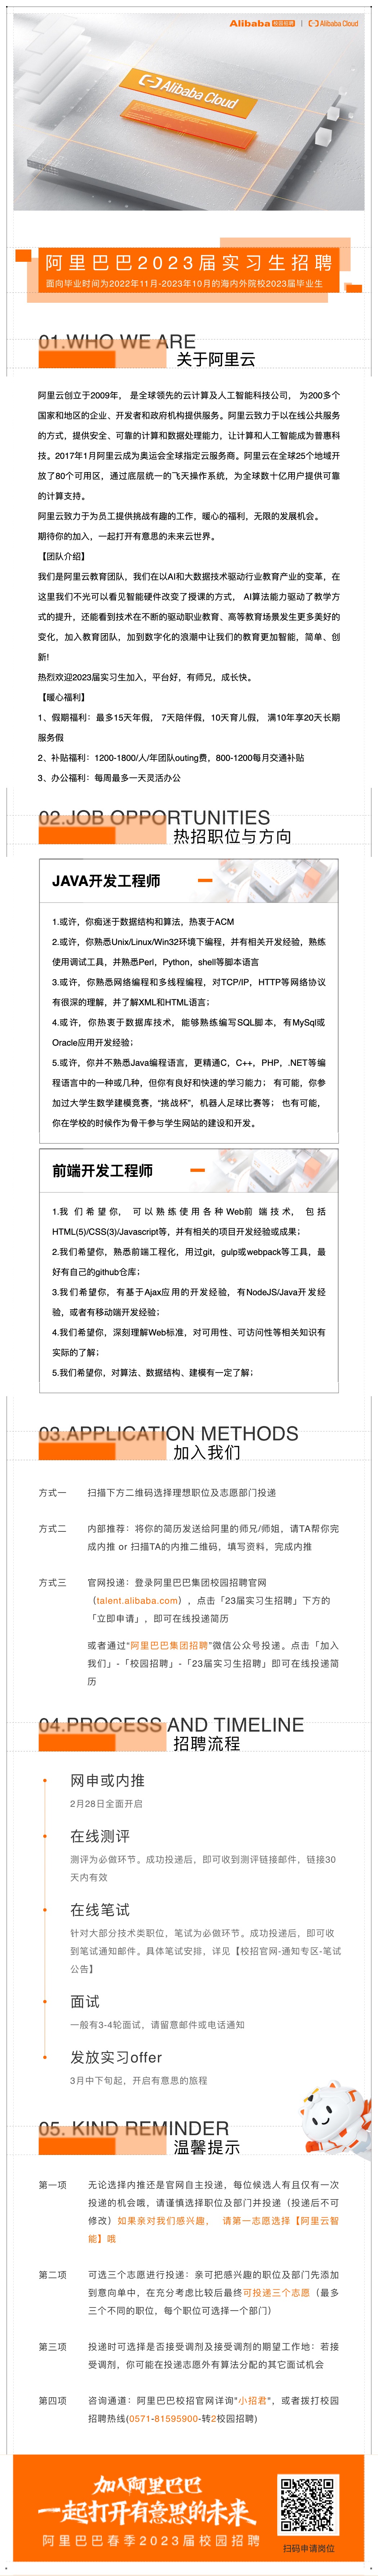 Alibaba 校园招聘 | Alibaba Cloud
Alibaba Cloud
阿里巴巴2023届实习生招聘
面向毕业时间为2022年11月-2023年10月的海内外院校2023届毕业生
01.WHO WE ARE
关于阿里云
阿里云创立于2009年， 是全球领先的云计算及人工智能科技公司， 为200多个
国家和地区的企业、开发者和政府机构提供服务。阿里云致力于以在线公共服务
的方式，提供安全、可靠的计算和数据处理能力，让计算和人工智能成为普惠科
技。2017年1月阿里云成为奥运会全球指定云服务商。阿里云在全球25个地域开
放了80个可用区，通过底层统一的飞天操作系统，为全球数十亿用户提供可靠
的计算支持。
阿里云致力于为员工提供挑战有趣的工作，暖心的福利，无限的发展机会。
期待你的加入，一起打开有意思的未来云世界。
【团队介绍】
我们是阿里云教育团队，我们在以AI和大数据技术驱动行业教育产业的变革，在
这里我们不光可以看见智能硬件改变了授课的方式， AI算法能力驱动了教学方
式的提升，还能看到技术在不断的驱动职业教育、高等教育场景发生更多美好的
变化，加入教育团队，加到数字化的浪潮中让我们的教育更加智能，简单、创
新!
热烈欢迎2023届实习生加入，平台好，有师兄，成长快。
【暖心福利】
1、假期福利：最多15天年假， 7天陪伴假，10天育儿假， 满10年享20天长期
服务假
2、补贴福利：1200-1800/人/年团队outing费，800-1200每月交通补贴
3、办公福利：每周最多一天灵活办公
02.JOB OPPORTUNITIES
热招职位与方向
JAVA开发工程师
1.或许，你痴迷于数据结构和算法，热衷于ACM
2.或许，你熟悉Unix/Linux/Win32环境下编程，并有相关开发经验，熟练
使用调试工具，并熟悉Perl，Python，shell等脚本语言
3.或许，你熟悉网络编程和多线程编程，对TCP/IP，HTTP等网络协议
有很深的理解，并了解XML和HTML语言；
4.或许，你热衷于数据库技术，能够熟练编写SQL脚本，有MySql或
Oracle应用开发经验；
5.或许，你并不熟悉Java编程语言，更精通C，C++，PHP，.NET等编
程语言中的一种或几种，但你有良好和快速的学习能力； 有可能，你参
加过大学生数学建模竞赛，“挑战杯”，机器人足球比赛等； 也有可能，
你在学校的时候作为骨干参与学生网站的建设和开发。
前端开发工程师
1.我们希望你，可以熟练使用各种Web前端技术，包括
HTML(5)/CSS(3)/Javascript等，并有相关的项目开发经验或成果；
2.我们希望你，熟悉前端工程化，用过git，gulp或webpack等工具，最
好有自己的github仓库；
3.我们希望你，有基于Ajax应用的开发经验，有NodeJS/Java开发经
验，或者有移动端开发经验；
4.我们希望你，深刻理解Web标准，对可用性、可访问性等相关知识有
实际的了解；
5.我们希望你，对算法、数据结构、建模有一定了解；
03.APPLICATION METHODS
加入我们
方式一 扫描下方二维码选择理想职位及志愿部门投递
方式二 内部推荐：将你的简历发送给阿里的师兄/师姐，请TA帮你完
成内推 or 扫描TA的内推二维码，填写资料，完成内推
方式三 官网投递：登录阿里巴巴集团校园招聘官网
（talent.alibaba.com），点击「23届实习生招聘」下方的
「立即申请」，即可在线投递简历
或者通过“阿里巴巴集团招聘”微信公众号投递。点击「加入
我们」-「校园招聘」-「23届实习生招聘」即可在线投递简
历
04.PROCESS AND TIMELINE
招聘流程
网申或内推
2月28日全面开启
在线测评
测评为必做环节。成功投递后，即可收到测评链接邮件，链接30
天内有效
在线笔试
针对大部分技术类职位，笔试为必做环节。成功投递后，即可收
到笔试通知邮件。具体笔试安排，详见【校招官网-通知专区-笔试
公告】
面试
一般有3-4轮面试，请留意邮件或电话通知
发放实习offer
3月中下旬起，开启有意思的旅程
05. KIND REMINDER
温馨提示
第一项 无论选择内推还是官网自主投递，每位候选人有且仅有一次
投递的机会哦，请谨慎选择职位及部门并投递（投递后不可
修改）如果亲对我们感兴趣， 请第一志愿选择【阿里云智
能】哦
第二项 可选三个志愿进行投递：亲可把感兴趣的职位及部门先添加
到意向单中，在充分考虑比较后最终可投递三个志愿（最多
三个不同的职位，每个职位可选择一个部门）
第三项 投递时可选择是否接受调剂及接受调剂的期望工作地：若接
受调剂，你可能在投递志愿外有算法分配的其它面试机会
第四项 咨询通道：阿里巴巴校招官网详询"小招君"，或者拨打校园
招聘热线(0571-81595900-转2校园招聘)
加入阿里巴巴
一起打开有意思的未来
阿里巴巴春季2023届校园招聘
扫码申请岗位